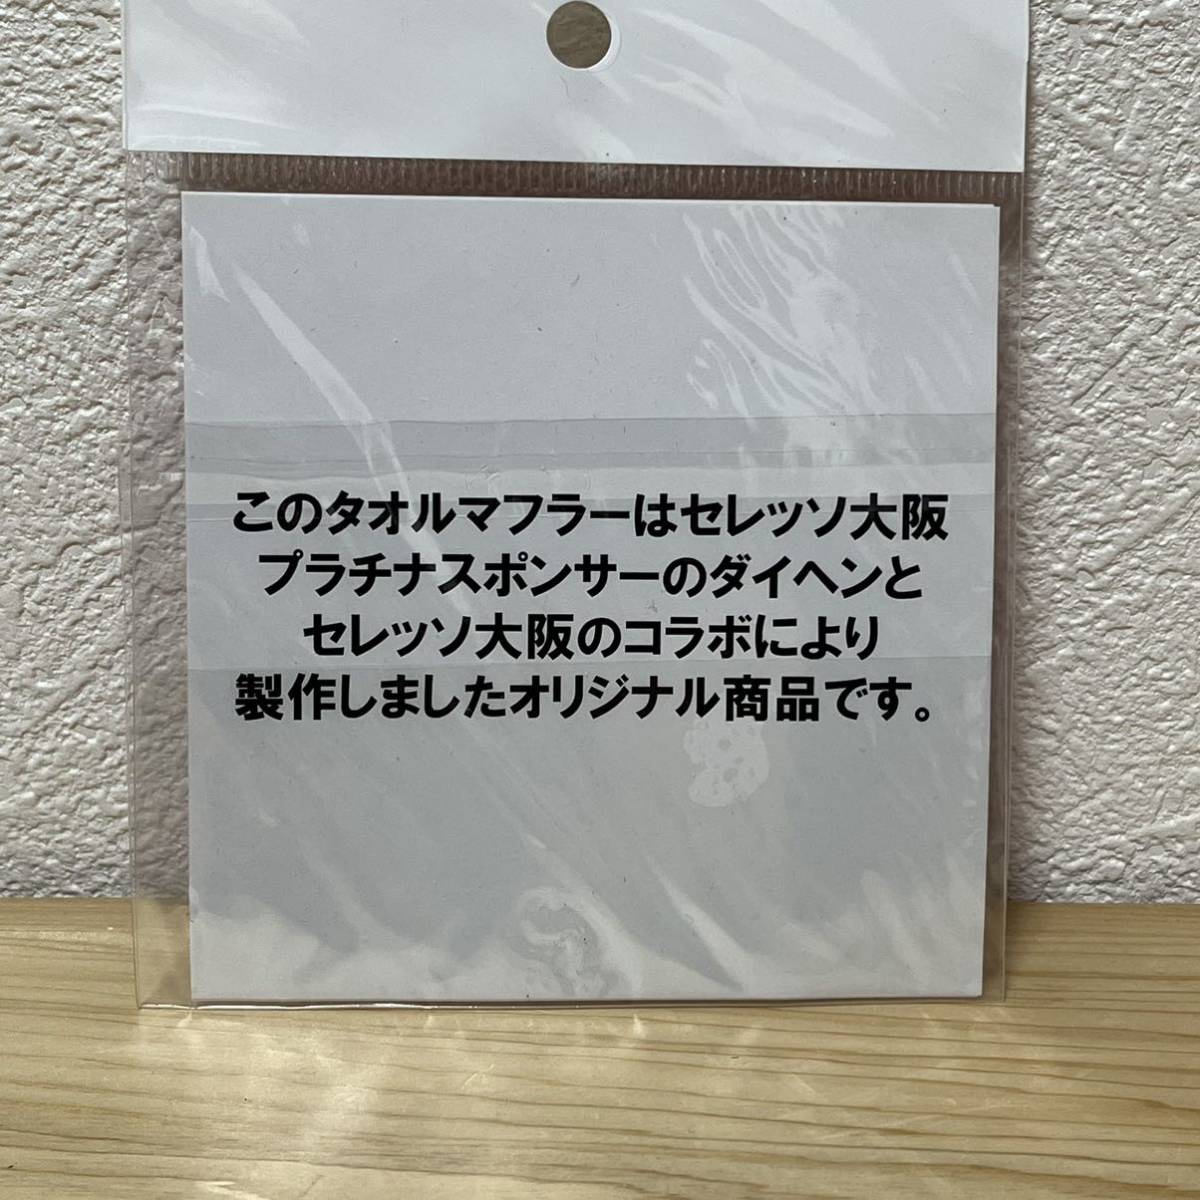 このタオルマフラーはセレッソ大阪
プラチナスポンサーのダイヘンと
セレッソ大阪のコラボにより
製作しましたオリジナル商品です。